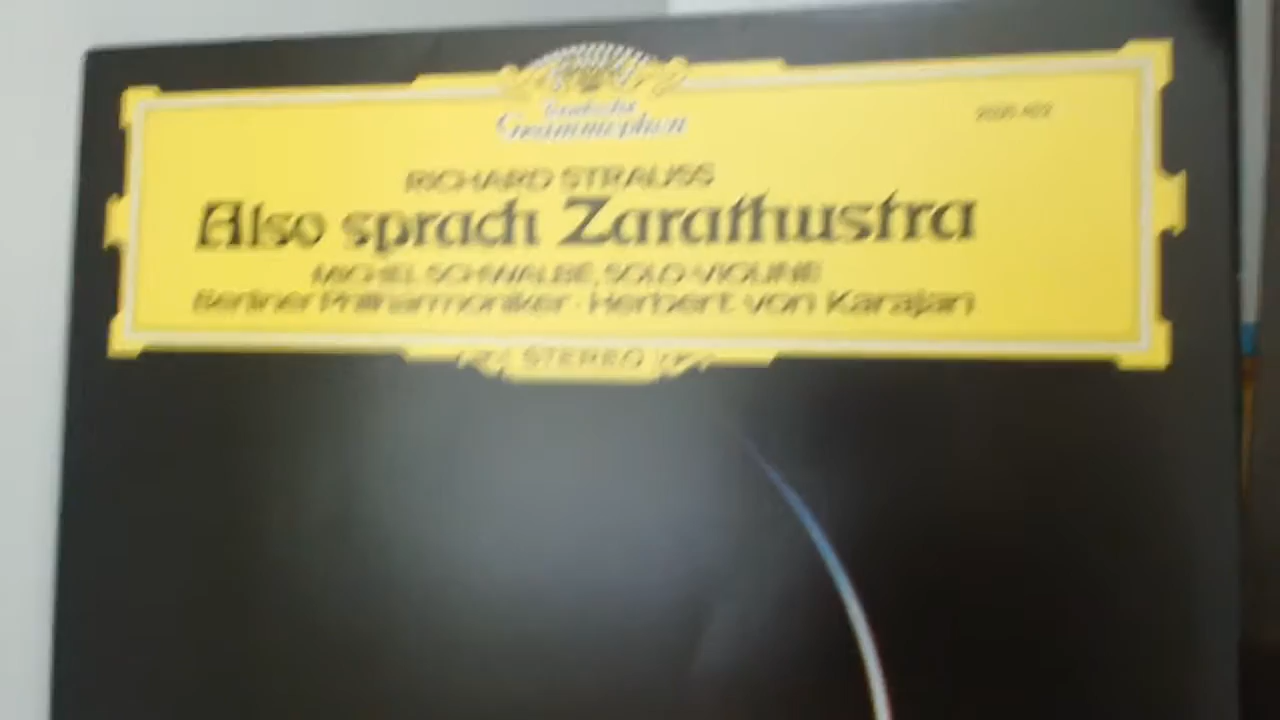 Deutsche
Grammophon
RICHARD STRAUSS
Also sprach Zarathustra
MICHEL SCHWALBÉ, SOLO-VIOLINE
Berliner Philharmoniker · Herbert von Karajan
STEREO